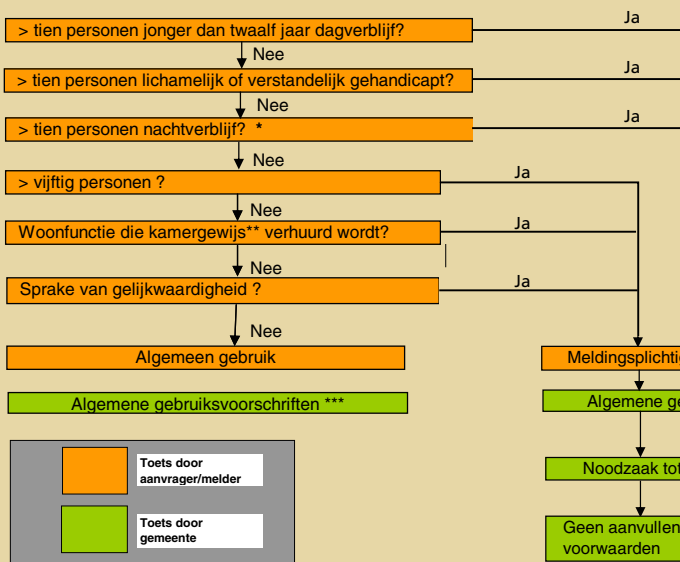 > tien personen jonger dan twaalf jaar dagverblijf?
Ja
Nee
> tien personen lichamelijk of verstandelijk gehandicapt?
Ja
Nee
> tien personen nachtverblijf? *
Ja
Nee
> vijftig personen ?
Ja
Nee
Woonfunctie die kamergewijs** verhuurd wordt?
Ja
Nee
Sprake van gelijkwaardigheid ?
Ja
Nee
Algemeen gebruik
Meldingsplichti
Algemene gebruiksvoorschriften ***
Algemene ge
Toets door
aanvrager/melder
Noodzaak tot
Toets door
gemeente
Geen aanvullen
voorwaarden